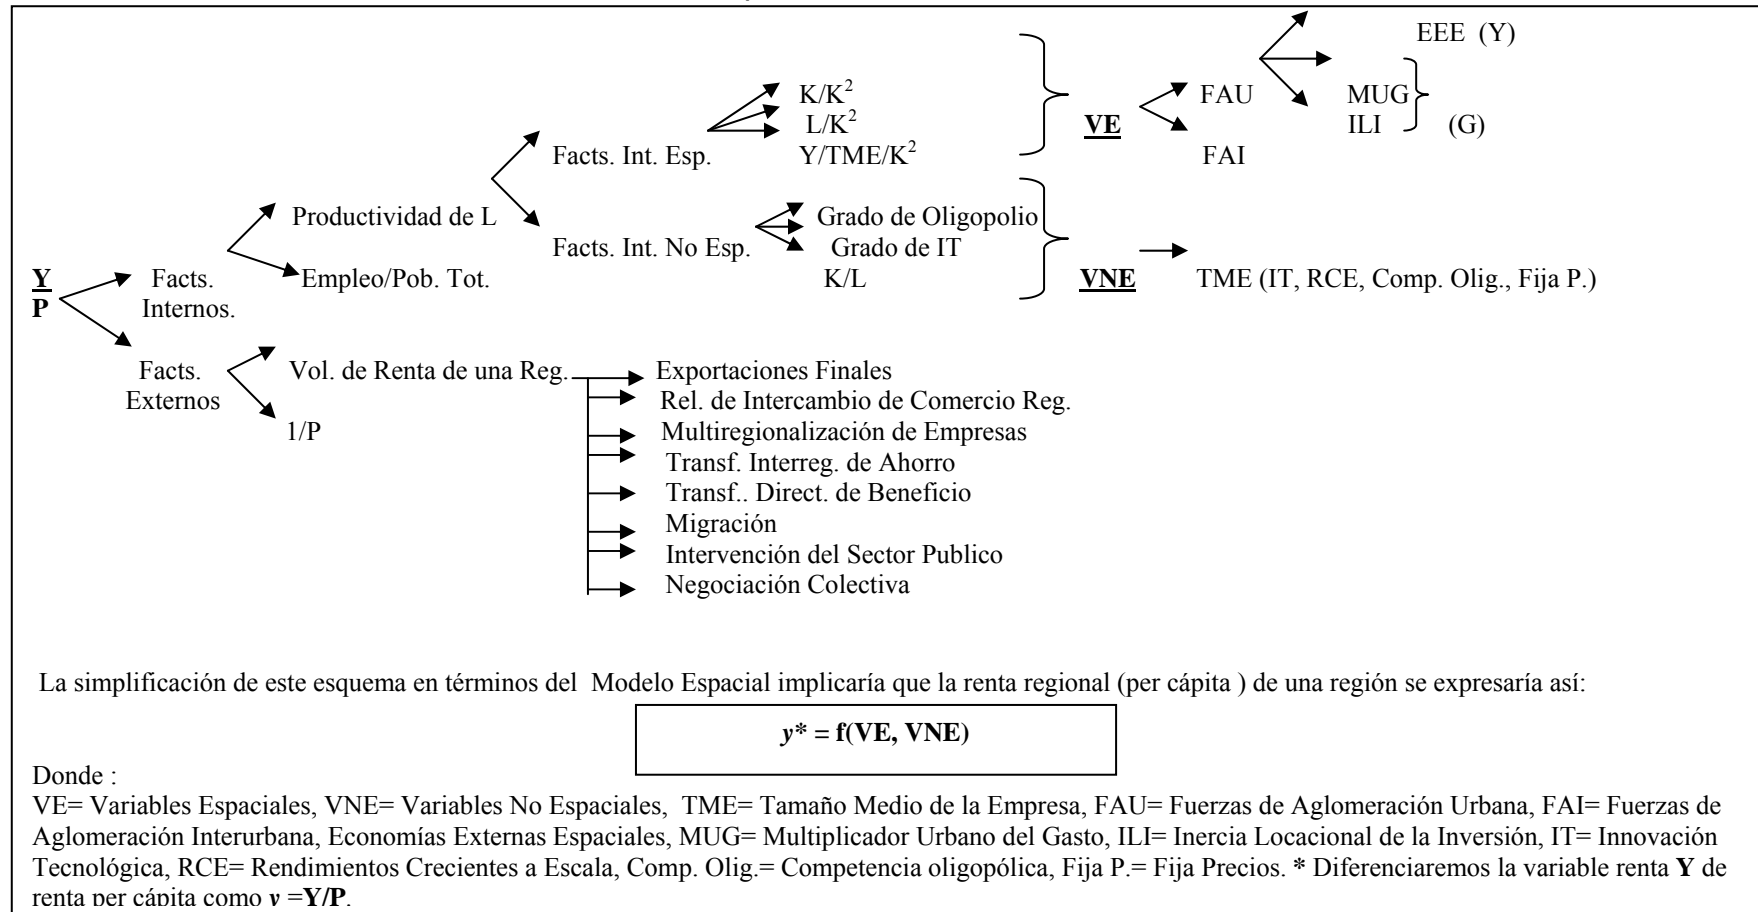 EEE (Y)
K/K² FAU MUG
L/K² VE ILI (G)
Facts. Int. Esp. Y/TME/K² FAI
Productividad de L Grado de Oligopolio
Facts. Int. No Esp. Grado de IT
Y Facts. Empleo/Pob. Tot. K/L VNE TME (IT, RCE, Comp. Olig., Fija P.)
P Internos.
Facts. Vol. de Renta de una Reg. Exportaciones Finales
Externos Rel. de Intercambio de Comercio Reg.
1/P Multiregionalización de Empresas
Transf. Interreg. de Ahorro
Transf.. Direct. de Beneficio
Migración
Intervención del Sector Publico
Negociación Colectiva
La simplificación de este esquema en términos del Modelo Espacial implicaría que la renta regional (per cápita ) de una región se expresaría así:
y* = f(VE, VNE)
Donde :
VE= Variables Espaciales, VNE= Variables No Espaciales, TME= Tamaño Medio de la Empresa, FAU= Fuerzas de Aglomeración Urbana, FAI= Fuerzas de
Aglomeración Interurbana, Economías Externas Espaciales, MUG= Multiplicador Urbano del Gasto, ILI= Inercia Locacional de la Inversión, IT= Innovación
Tecnológica, RCE= Rendimientos Crecientes a Escala, Comp. Olig.= Competencia oligopólica, Fija P.= Fija Precios. * Diferenciaremos la variable renta Y de
renta per cápita como y =Y/P.